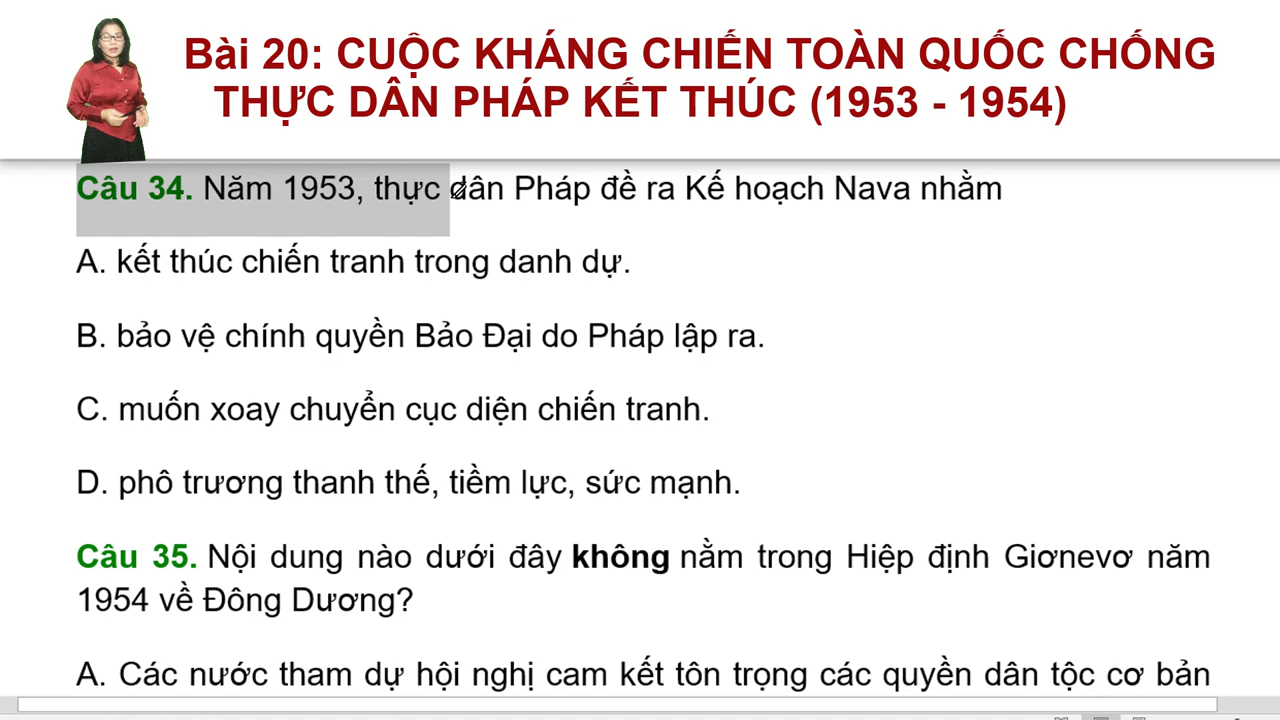 Bài 20: CUỘC KHÁNG CHIẾN TOÀN QUỐC CHỐNG
THỰC DÂN PHÁP KẾT THÚC (1953 - 1954)
Câu 34. Năm 1953, thực dân Pháp đề ra Kế hoạch Nava nhằm
A. kết thúc chiến tranh trong danh dự.
B. bảo vệ chính quyền Bảo Đại do Pháp lập ra.
C. muốn xoay chuyển cục diện chiến tranh.
D. phô trương thanh thế, tiềm lực, sức mạnh.
Câu 35. Nội dung nào dưới đây không nằm trong Hiệp định Giơnevơ năm
1954 về Đông Dương?
A. Các nước tham dự hội nghị cam kết tôn trọng các quyền dân tộc cơ bản